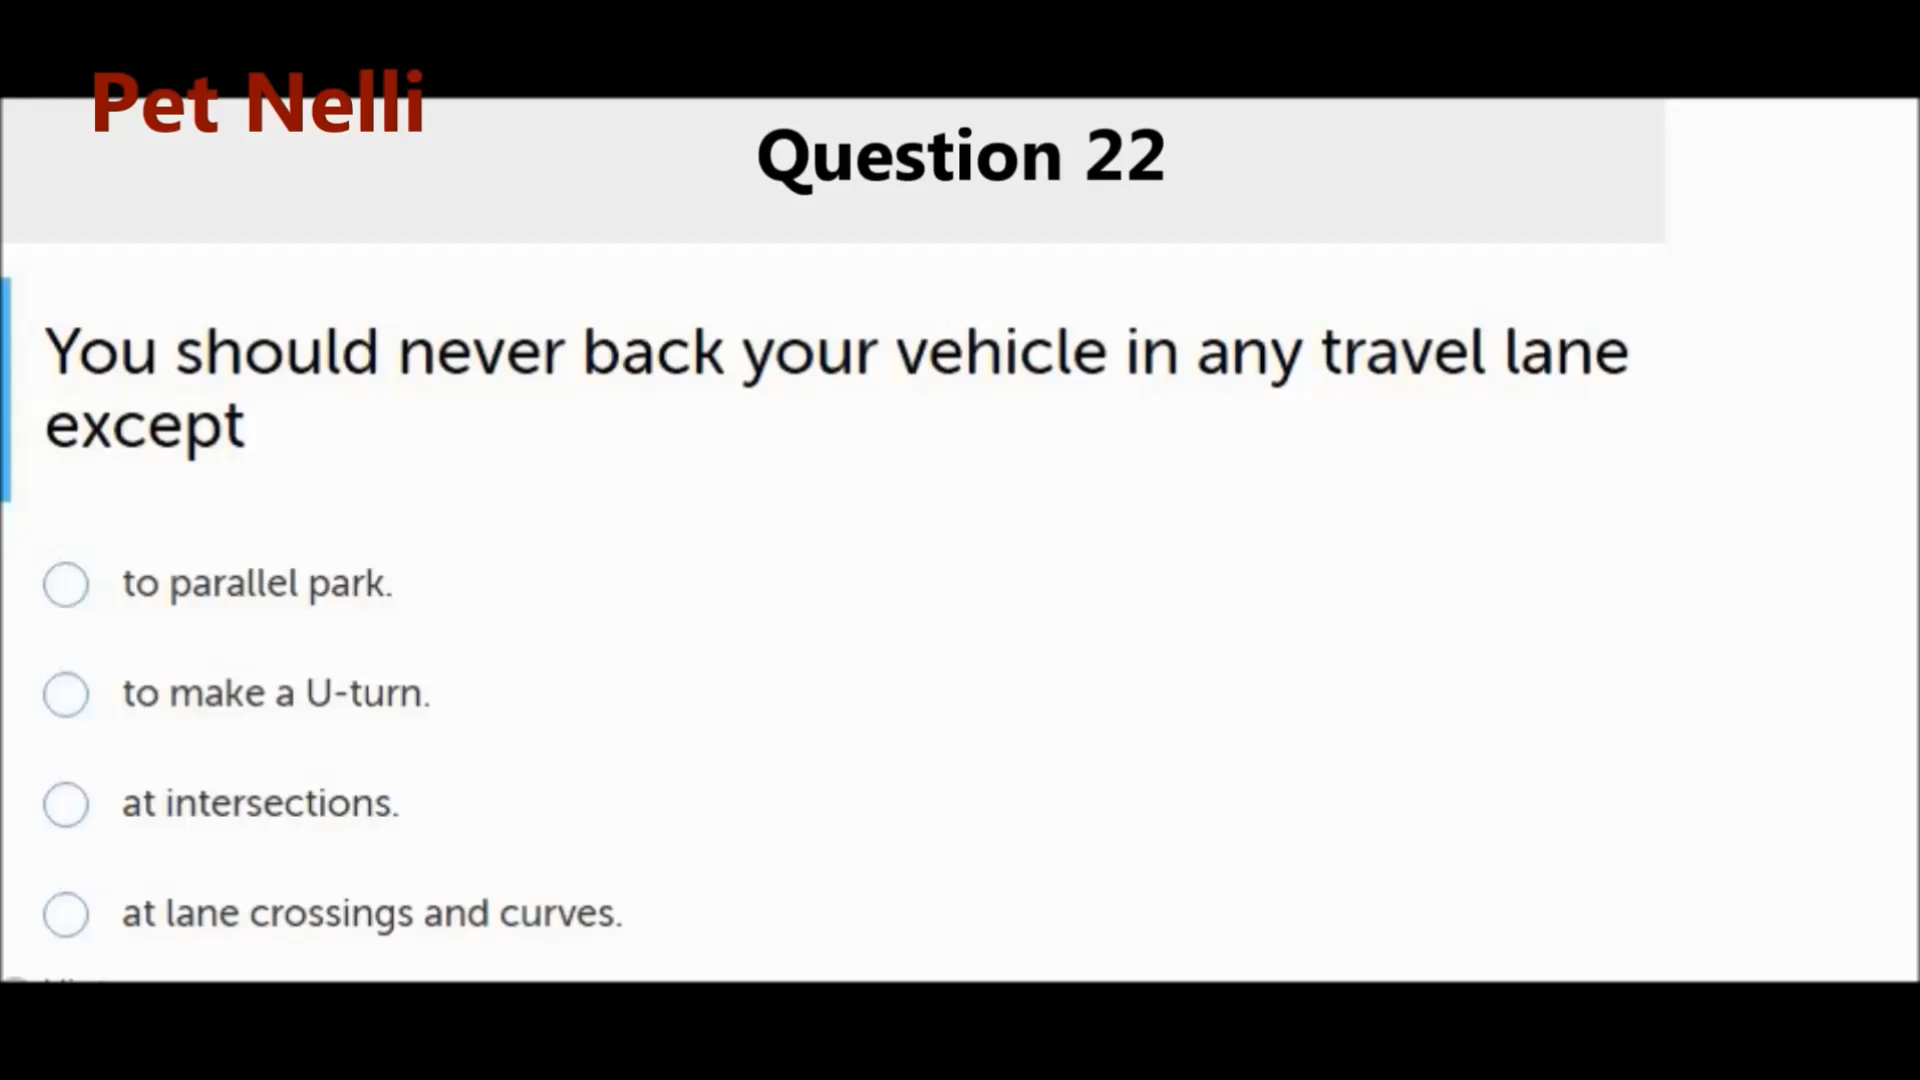 Pet Nelli
Question 22
You should never back your vehicle in any travel lane
except
to parallel park.
to make a U-turn.
at intersections.
at lane crossings and curves.